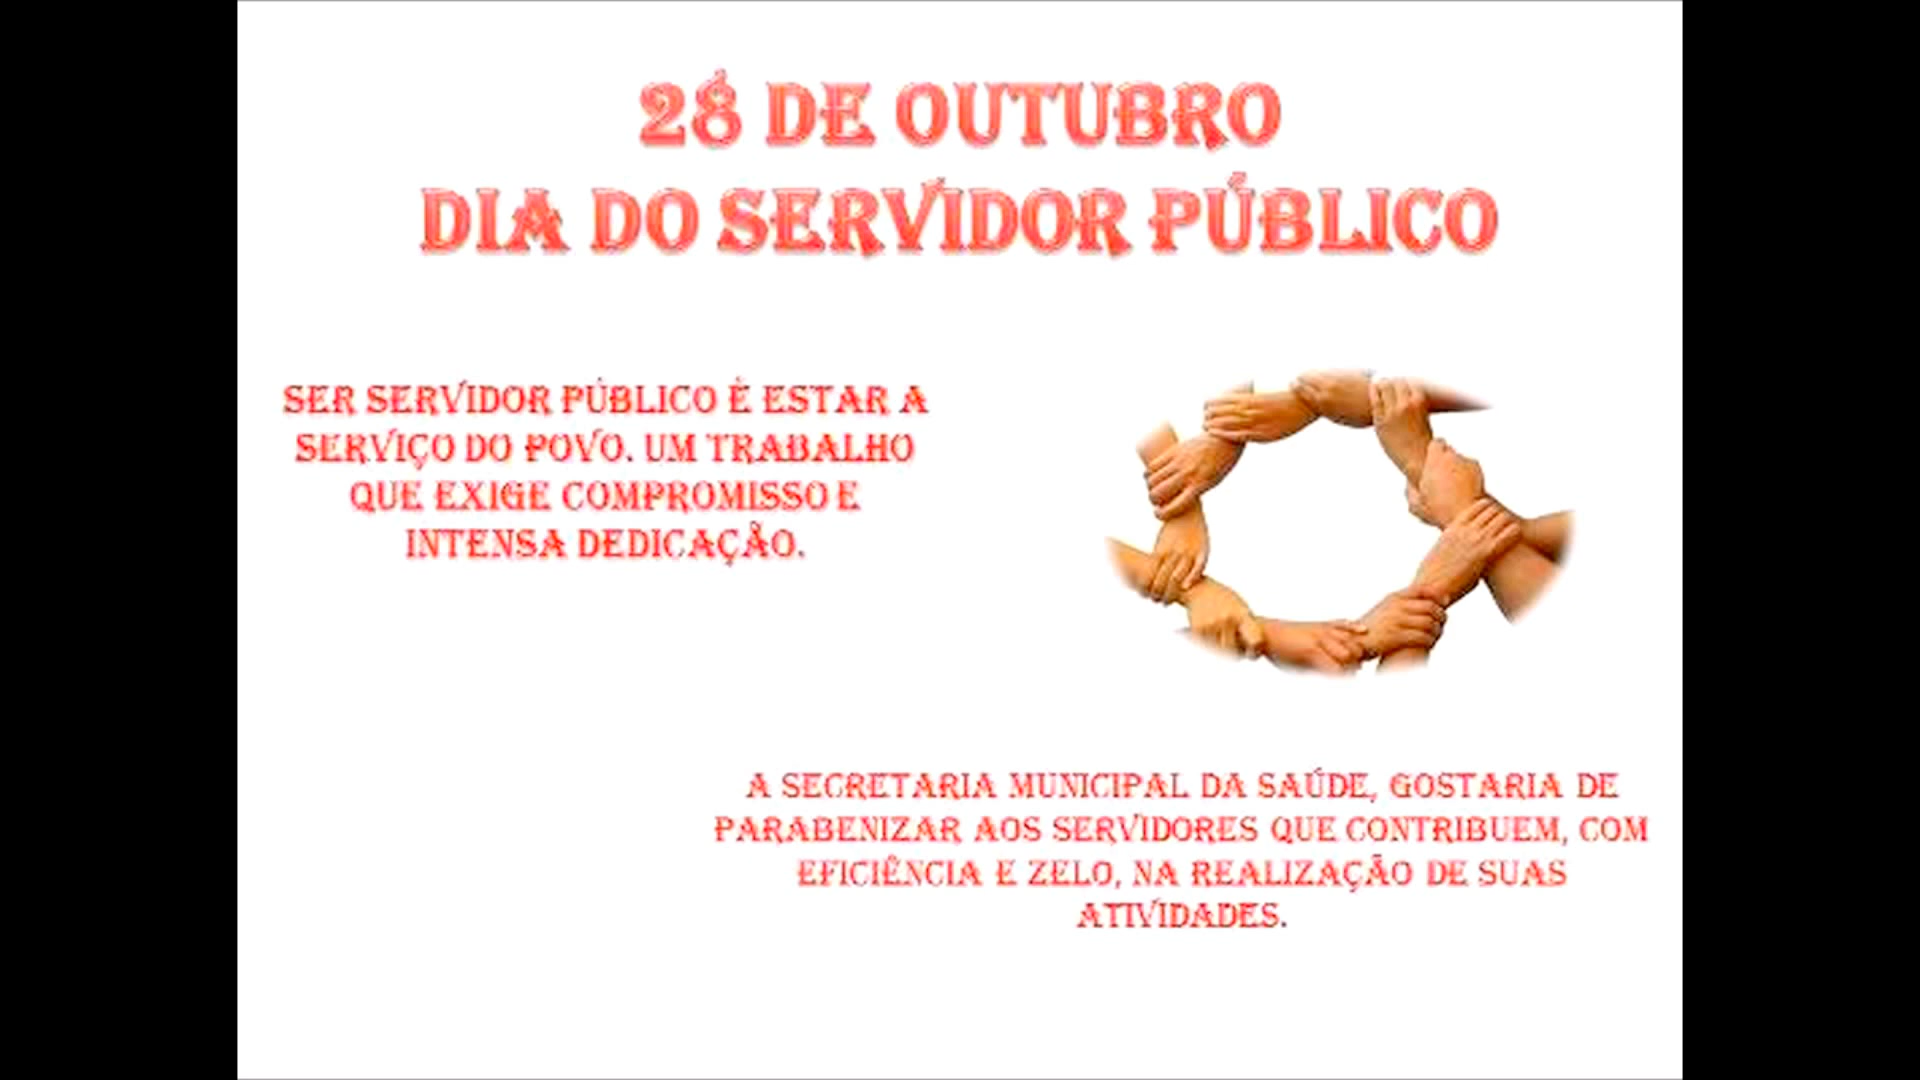 28 DE OUTUBRO
DIA DO SERVIDOR PÚBLICO
SER SERVIDOR PÚBLICO É ESTAR A
SERVIÇO DO POVO. UM TRABALHO
QUE EXIGE COMPROMISSO E
INTENSA DEDICAÇÃO.
A SECRETARIA MUNICIPAL DA SAÚDE, GOSTARIA DE
PARABENIZAR AOS SERVIDORES QUE CONTRIBUEM, COM
EFICIÊNCIA E ZELO, NA REALIZAÇÃO DE SUAS
ATIVIDADES.